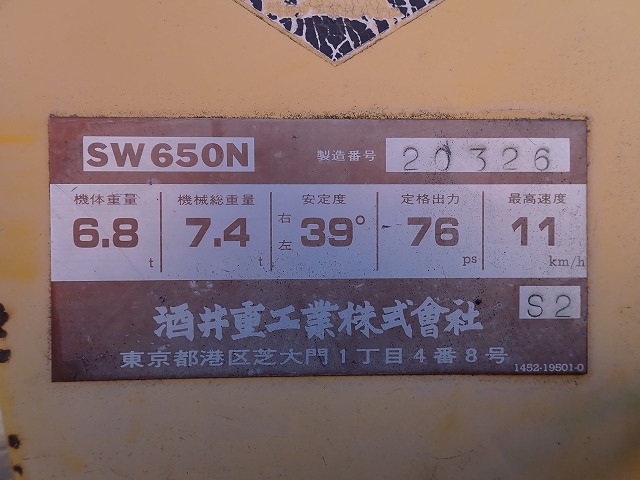 SW650N 製造番号 20326
機体重量 機械総重量 安定度 定格出力 最高速度
6.8 t 7.4 t 右 左 39° 76 ps 11 km/h
S2
酒井重工業株式會社
東京都港区芝大門1丁目4番8号
1452-19501-0